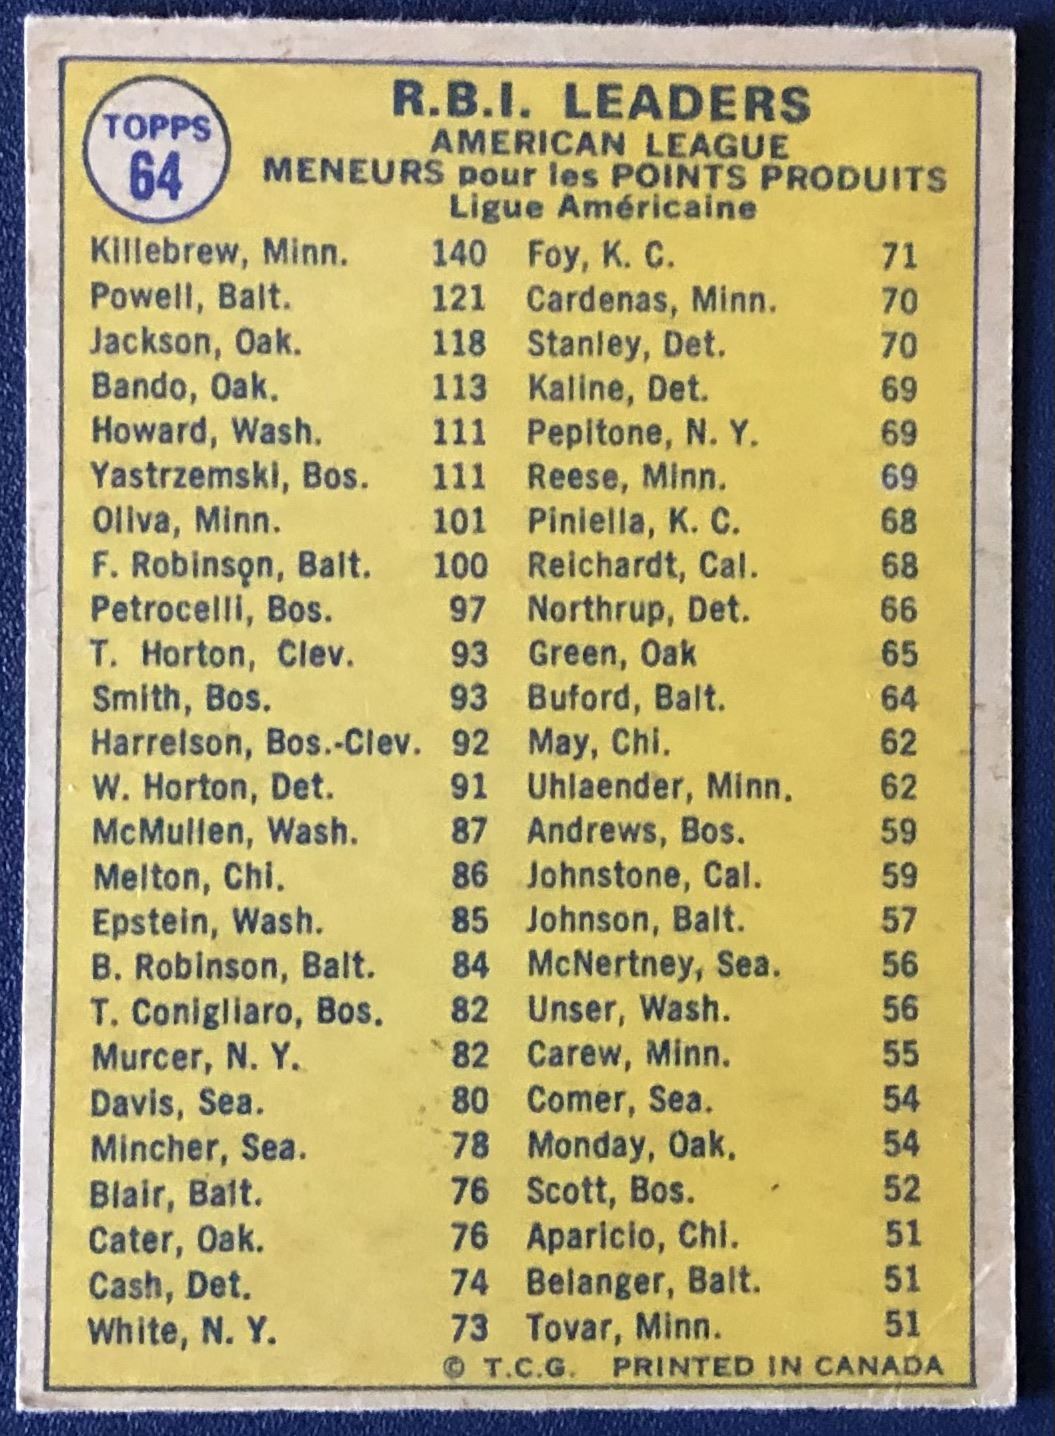 TOPPS
64
R.B.I. LEADERS
AMERICAN LEAGUE
MENEURS pour les POINTS PRODUITS
Ligue Américaine
Killebrew, Minn. 140
Powell, Balt. 121
Jackson, Oak. 118
Bando, Oak. 113
Howard, Wash. 111
Yastrzemski, Bos. 111
Oliva, Minn. 101
F. Robinson, Balt. 100
Petrocelli, Bos. 97
T. Horton, Clev. 93
Smith, Bos. 93
Harrelson, Bos.-Clev. 92
W. Horton, Det. 91
McMullen, Wash. 87
Melton, Chi. 86
Epstein, Wash. 85
B. Robinson, Balt. 84
T. Conigliaro, Bos. 82
Murcer, N. Y. 82
Davis, Sea. 80
Mincher, Sea. 78
Blair, Balt. 76
Cater, Oak. 76
Cash, Det. 74
White, N. Y. 73
Foy, K. C. 71
Cardenas, Minn. 70
Stanley, Det. 70
Kaline, Det. 69
Pepitone, N. Y. 69
Reese, Minn. 69
Piniella, K. C. 68
Reichardt, Cal. 68
Northrup, Det. 66
Green, Oak 65
Buford, Balt. 64
May, Chi. 62
Uhlaender, Minn. 62
Andrews, Bos. 59
Johnstone, Cal. 59
Johnson, Balt. 57
McNertney, Sea. 56
Unser, Wash. 56
Carew, Minn. 55
Comer, Sea. 54
Monday, Oak. 54
Scott, Bos. 52
Aparicio, Chi. 51
Belanger, Balt. 51
Tovar, Minn. 51
© T.C.G. PRINTED IN CANADA